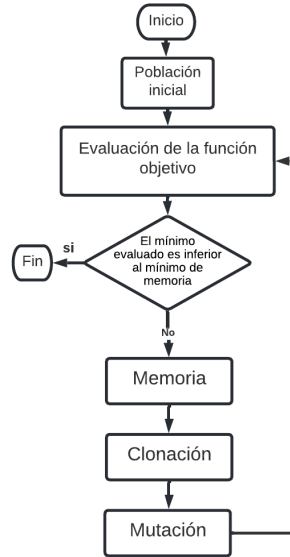 Inicio
Población
inicial
Evaluación de la función
objetivo
El mínimo
evaluado es inferior
al mínimo de
memoria
si
Fin
No
Memoria
Clonación
Mutación